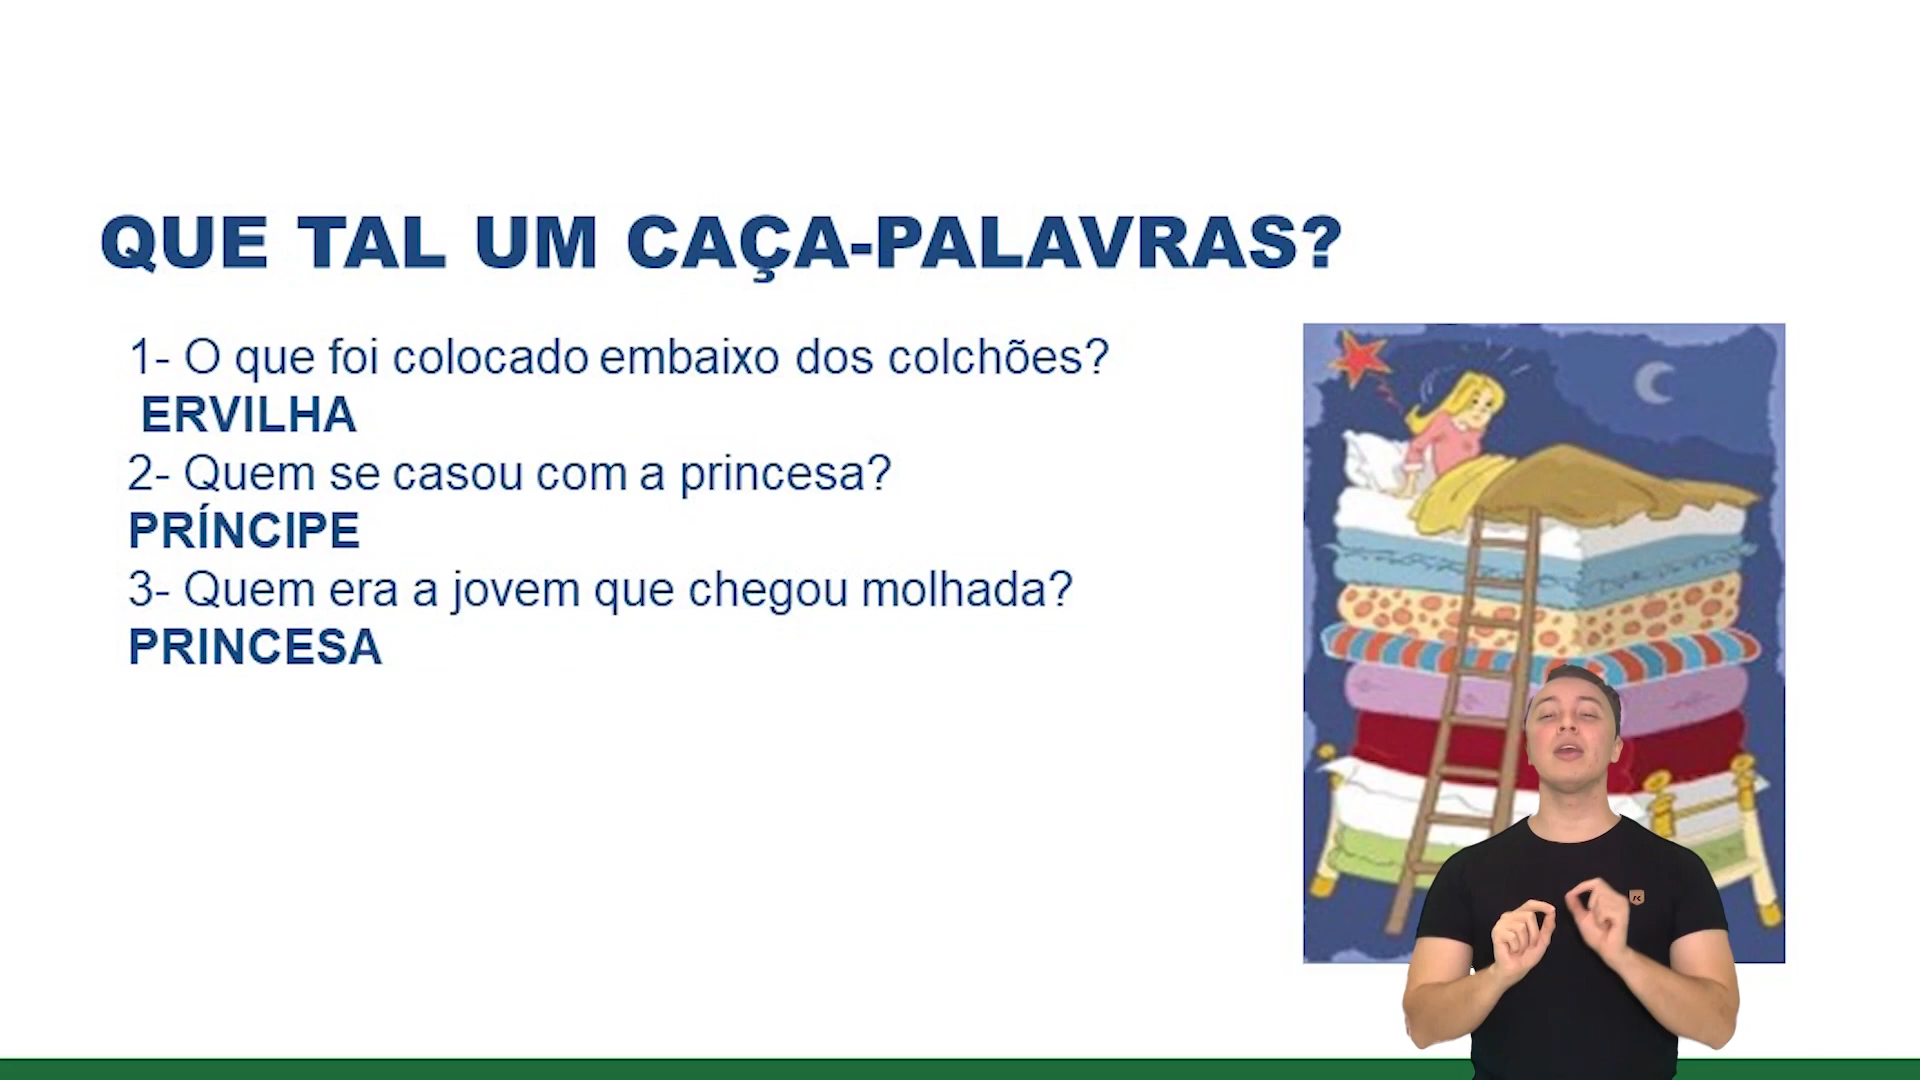 QUE TAL UM CAÇA-PALAVRAS?
1- O que foi colocado embaixo dos colchões?
ERVILHA
2- Quem se casou com a princesa?
PRÍNCIPE
3- Quem era a jovem que chegou molhada?
PRINCESA